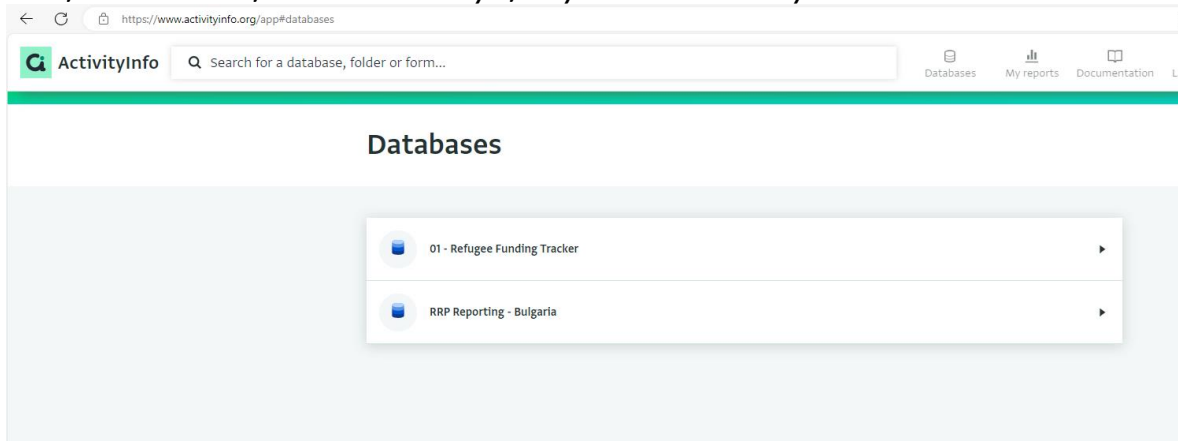 https://www.activityinfo.org/app#databases
ActivityInfo
Search for a database, folder or form...
Databases
My reports
Documentation
Databases
01 - Refugee Funding Tracker
RRP Reporting - Bulgaria